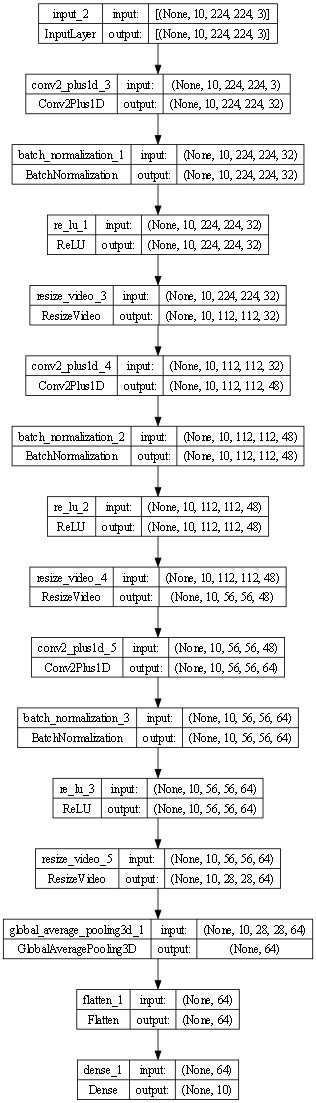 input_2 input: [(None, 10, 224, 224, 3)]
InputLayer output: [(None, 10, 224, 224, 3)]
conv2_plus1d_3 input: (None, 10, 224, 224, 3)
Conv2Plus1D output: (None, 10, 224, 224, 32)
batch_normalization_1 input: (None, 10, 224, 224, 32)
BatchNormalization output: (None, 10, 224, 224, 32)
re_lu_1 input: (None, 10, 224, 224, 32)
ReLU output: (None, 10, 224, 224, 32)
resize_video_3 input: (None, 10, 224, 224, 32)
ResizeVideo output: (None, 10, 112, 112, 32)
conv2_plus1d_4 input: (None, 10, 112, 112, 32)
Conv2Plus1D output: (None, 10, 112, 112, 48)
batch_normalization_2 input: (None, 10, 112, 112, 48)
BatchNormalization output: (None, 10, 112, 112, 48)
re_lu_2 input: (None, 10, 112, 112, 48)
ReLU output: (None, 10, 112, 112, 48)
resize_video_4 input: (None, 10, 112, 112, 48)
ResizeVideo output: (None, 10, 56, 56, 48)
conv2_plus1d_5 input: (None, 10, 56, 56, 48)
Conv2Plus1D output: (None, 10, 56, 56, 64)
batch_normalization_3 input: (None, 10, 56, 56, 64)
BatchNormalization output: (None, 10, 56, 56, 64)
re_lu_3 input: (None, 10, 56, 56, 64)
ReLU output: (None, 10, 56, 56, 64)
resize_video_5 input: (None, 10, 56, 56, 64)
ResizeVideo output: (None, 10, 28, 28, 64)
global_average_pooling3d_1 input: (None, 10, 28, 28, 64)
GlobalAveragePooling3D output: (None, 64)
flatten_1 input: (None, 64)
Flatten output: (None, 64)
dense_1 input: (None, 64)
Dense output: (None, 10)